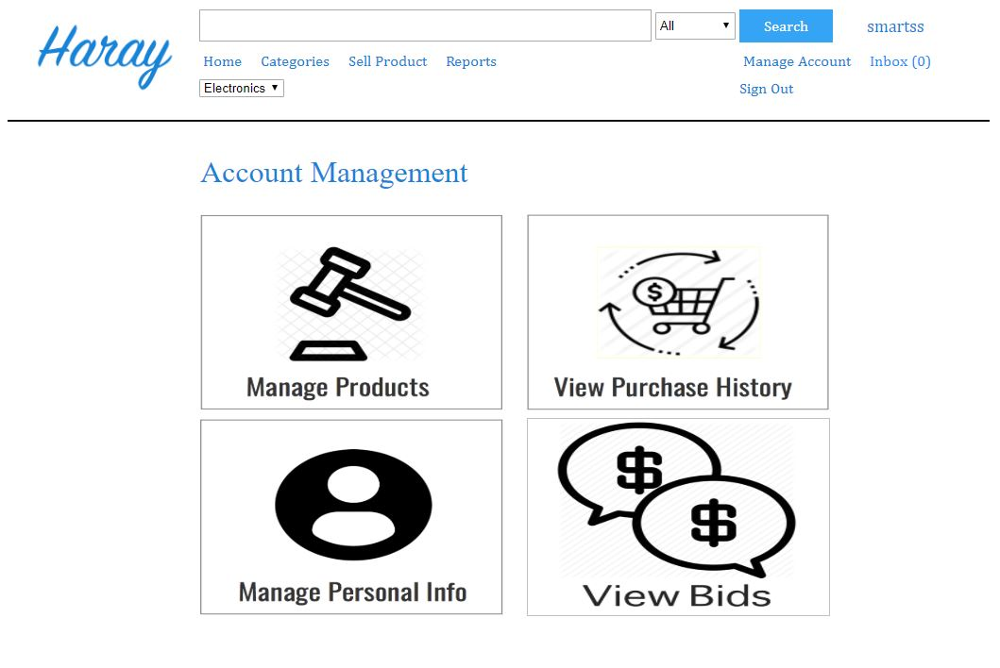 Haray
All
Search
smartss
Home Categories Sell Product Reports
Manage Account Inbox (0)
Electronics
Sign Out
Account Management
$
Manage Products
View Purchase History
$
$
Manage Personal Info
View Bids